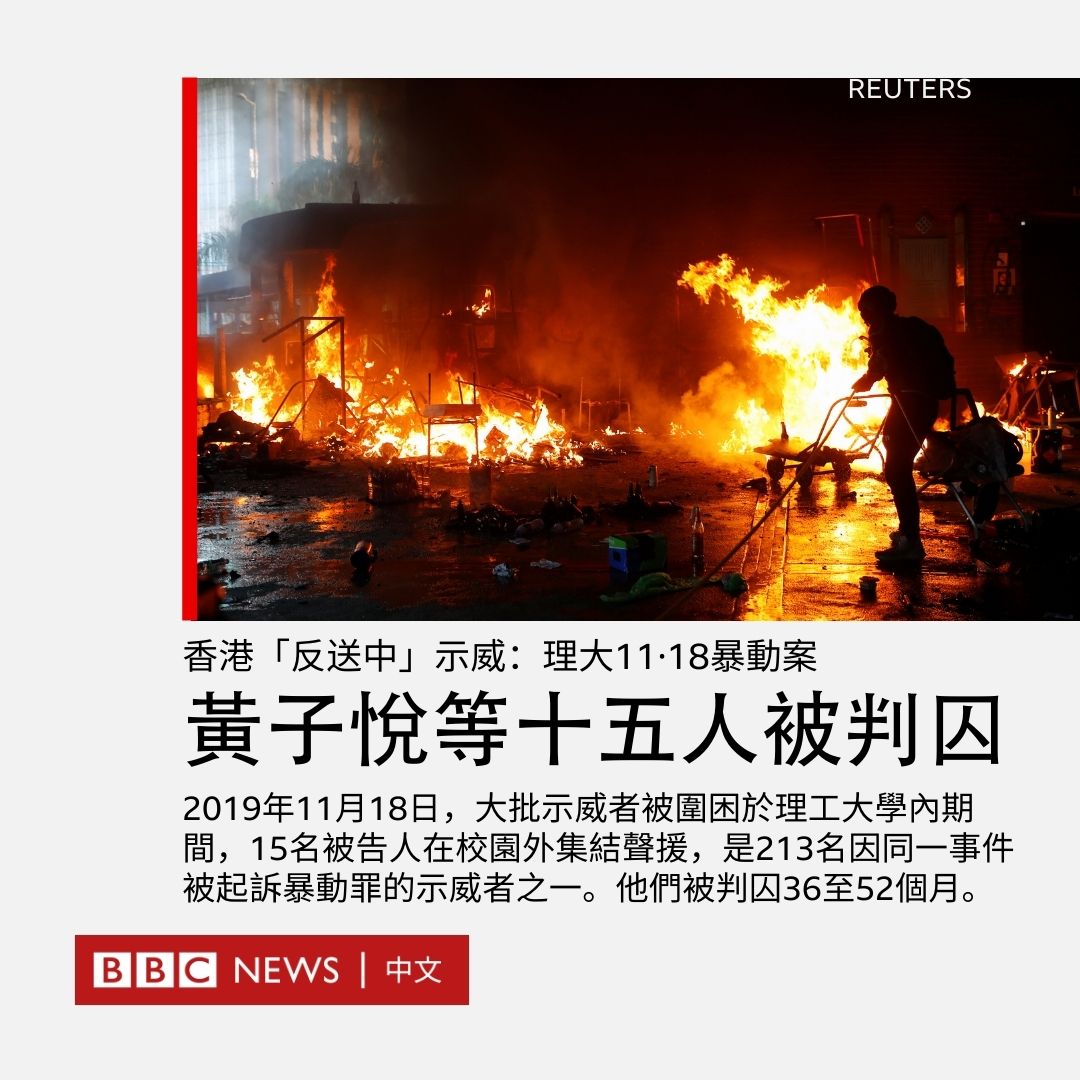 REUTERS
香港「反送中」示威：理大11·18暴動案
黃子悅等十五人被判囚
2019年11月18日，大批示威者被圍困於理工大學內期
間，15名被告人在校園外集結聲援，是213名因同一事件
被起訴暴動罪的示威者之一。他們被判囚36至52個月。
BBC NEWS | 中文